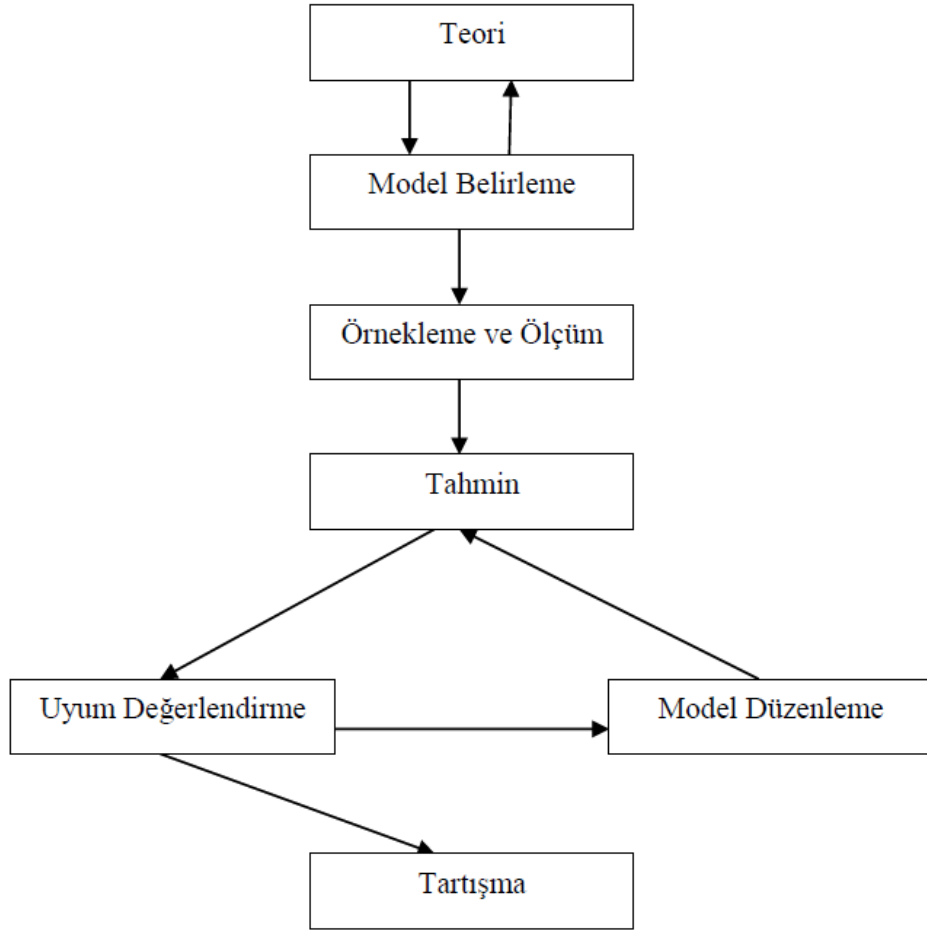 Teori
Model Belirleme
Örnekleme ve Ölçüm
Tahmin
Uyum Değerlendirme
Model Düzenleme
Tartışma